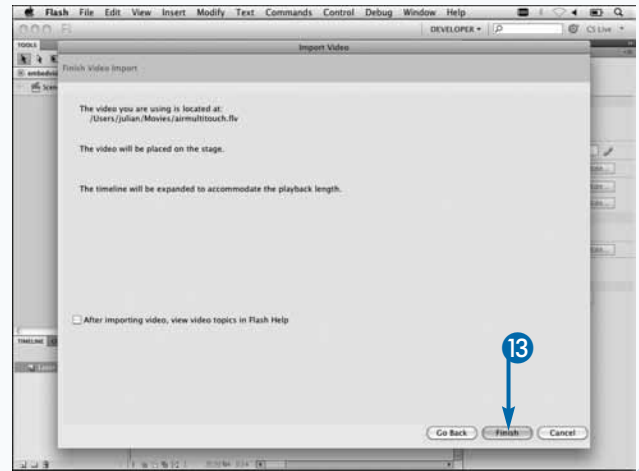 Flash File Edit View Insert Modify Text Commands Control Debug Window Help
DEVELOPER
CS Live
TOOLS
Import Video
Finish Video Import
The video you are using is located at:
/Users/julian/Movies/airmultitouch.flv
The video will be placed on the stage.
The timeline will be expanded to accommodate the playback length.
After importing video, view video topics in Flash Help
TIMELINE
13
Go Back Finish Cancel